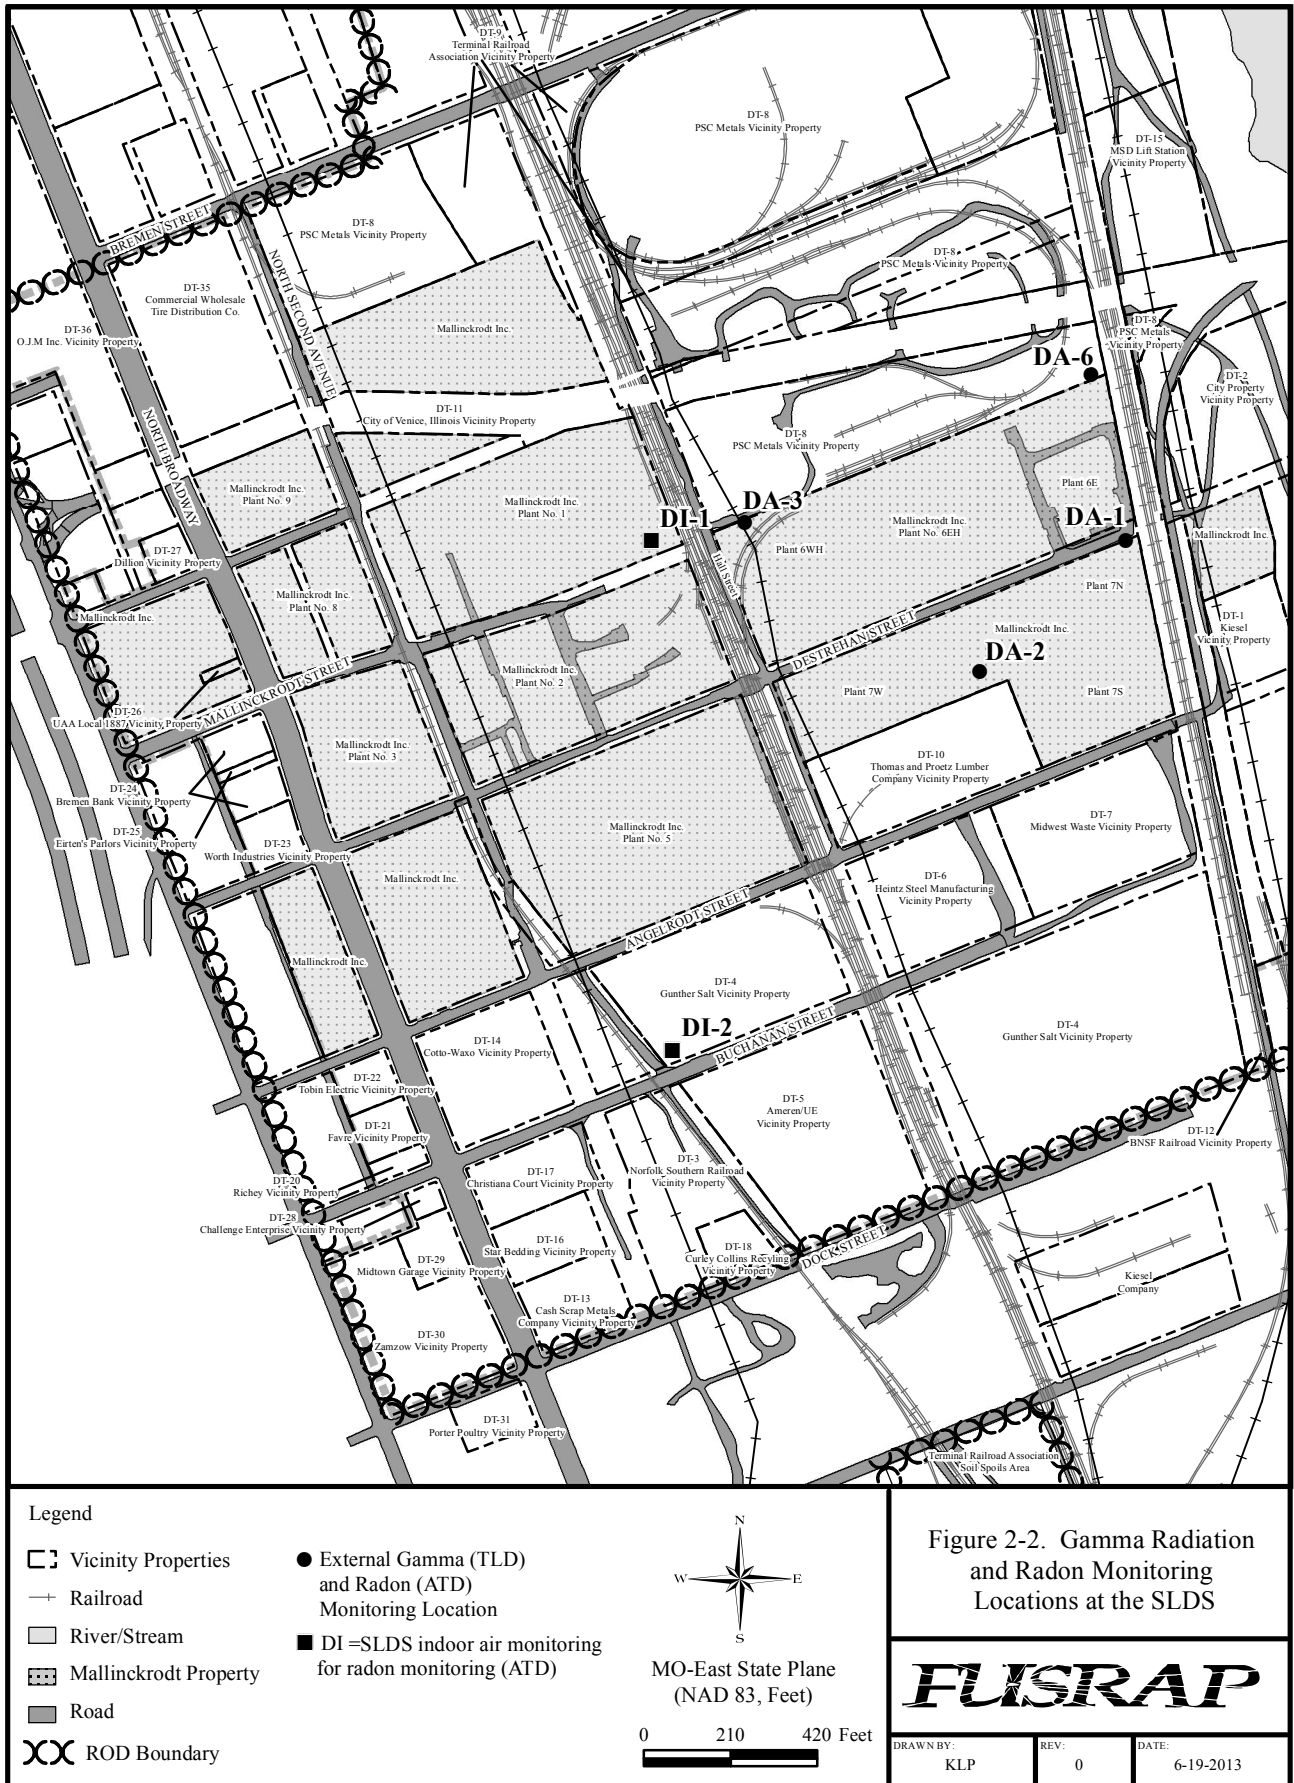 DT-9
Terminal Railroad
Association Vicinity Property
DT-8
PSC Metals Vicinity Property
DT-15
MSD Lift Station
Vicinity Property
BREMEN STREET
DT-8
PSC Metals Vicinity Property
DT-8
PSC Metals Vicinity Property
NORTH SECOND AVENUE
DT-35
Commercial Wholesale
Tire Distribution Co.
DT-36
O.J.M Inc. Vicinity Property
Mallinckrodt Inc.
DT-8
PSC Metals
Vicinity Property
DA-6
DT-2
City Property
Vicinity Property
DT-11
City of Venice, Illinois Vicinity Property
NORTH BROADWAY
DT-8
PSC Metals Vicinity Property
Mallinckrodt Inc.
Plant No. 9
Mallinckrodt Inc.
Plant No. 1
Plant 6E
DI-1
DA-3
DA-1
Mallinckrodt Inc.
Plant No. 6EH
Mallinckrodt Inc.
Plant 6WH
DT-27
Dillion Vicinity Property
Hall Street
Plant 7N
Mallinckrodt Inc.
Plant No. 8
Mallinckrodt Inc.
DT-1
Kiesel
Vicinity Property
DESTREHAN STREET
Mallinckrodt Inc.
DA-2
MALLINCKRODT STREET
Mallinckrodt Inc.
Plant No. 2
Plant 7W
Plant 7S
DT-26
UAA Local 1887 Vicinity Property
Mallinckrodt Inc.
Plant No. 3
DT-10
Thomas and Proetz Lumber
Company Vicinity Property
DT-24
Bremen Bank Vicinity Property
DT-25
Eirten's Parlors Vicinity Property
DT-23
Worth Industries Vicinity Property
Mallinckrodt Inc.
Plant No. 5
DT-7
Midwest Waste Vicinity Property
Mallinckrodt Inc.
DT-6
Heintz Steel Manufacturing
Vicinity Property
ANGELRODT STREET
Mallinckrodt Inc.
DT-4
Gunther Salt Vicinity Property
DT-4
Gunther Salt Vicinity Property
DI-2
BUCHANAN STREET
DT-14
Cotto-Waxo Vicinity Property
DT-22
Tobin Electric Vicinity Property
DT-5
Ameren/UE
Vicinity Property
DT-21
Favre Vicinity Property
DT-12
BNSF Railroad Vicinity Property
DT-3
Norfolk Southern Railroad
Vicinity Property
DT-17
Christiana Court Vicinity Property
DT-20
Richey Vicinity Property
DT-28
Challenge Enterprise Vicinity Property
DT-16
Star Bedding Vicinity Property
DT-18
Curley Collins Recyling
Vicinity Property
DOCK STREET
DT-29
Midtown Garage Vicinity Property
Kiesel
Company
DT-13
Cash Scrap Metals
Company Vicinity Property
DT-30
Zamzow Vicinity Property
DT-31
Porter Poultry Vicinity Property
Terminal Railroad Association
Soil Spoils Area
Legend
Vicinity Properties
Railroad
River/Stream
Mallinckrodt Property
Road
ROD Boundary
External Gamma (TLD)
and Radon (ATD)
Monitoring Location
DI =SLDS indoor air monitoring
for radon monitoring (ATD)
N
W E
S
MO-East State Plane
(NAD 83, Feet)
0 210 420 Feet
Figure 2-2. Gamma Radiation
and Radon Monitoring
Locations at the SLDS
FUSRAP
DRAWN BY: REV: DATE:
KLP 0 6-19-2013